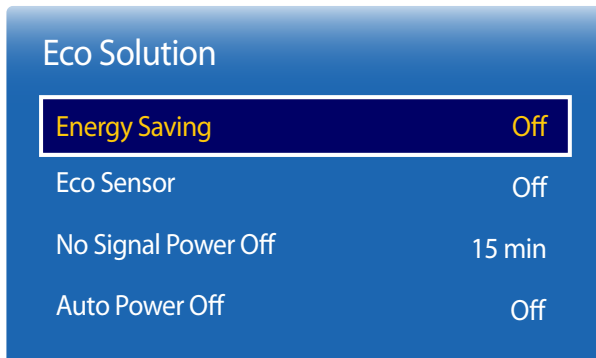 Eco Solution
Energy Saving Off
Eco Sensor Off
No Signal Power Off 15 min
Auto Power Off Off